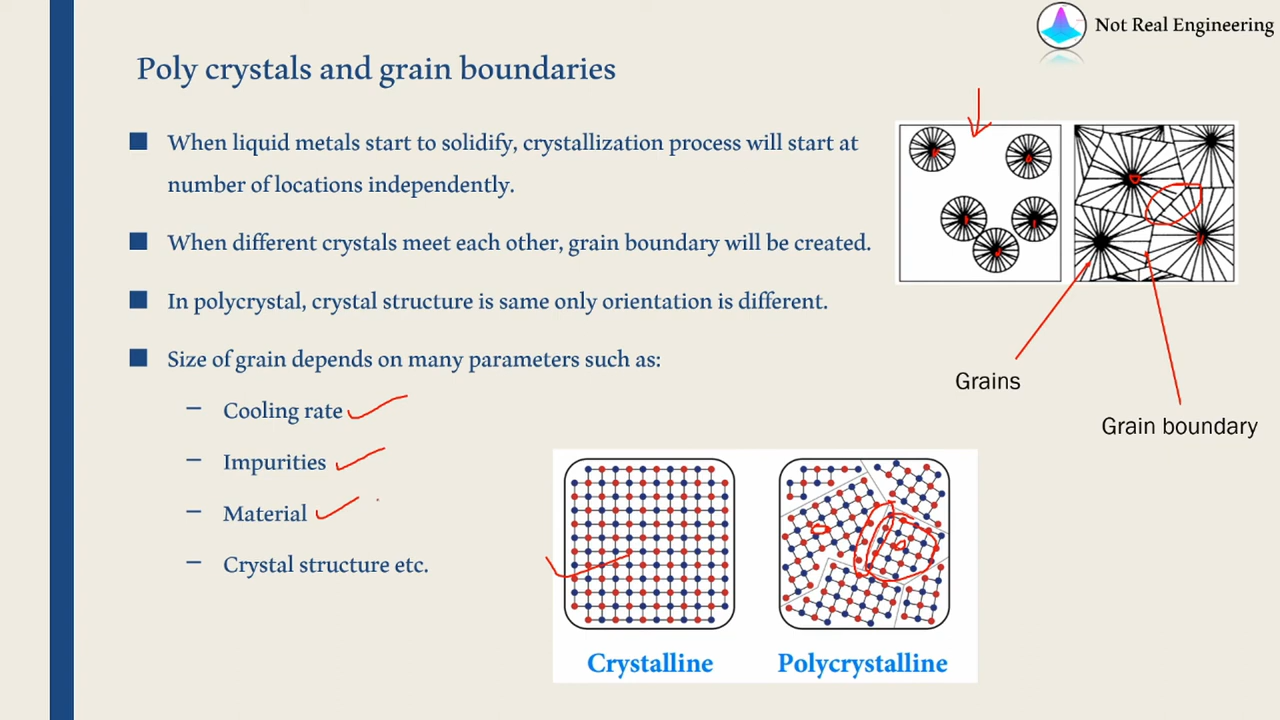 Not Real Engineering
Poly crystals and grain boundaries
When liquid metals start to solidify, crystallization process will start at
number of locations independently.
When different crystals meet each other, grain boundary will be created.
In polycrystal, crystal structure is same only orientation is different.
Size of grain depends on many parameters such as:
– Cooling rate
– Impurities
– Material
– Crystal structure etc.
Grains
Grain boundary
Crystalline
Polycrystalline